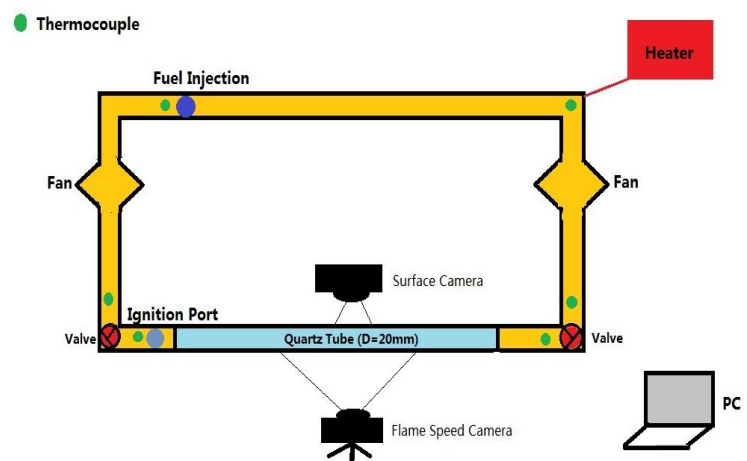 Thermocouple
Heater
Fuel Injection
Fan
Fan
Surface Camera
Ignition Port
Valve
Quartz Tube (D=20mm)
Valve
PC
Flame Speed Camera